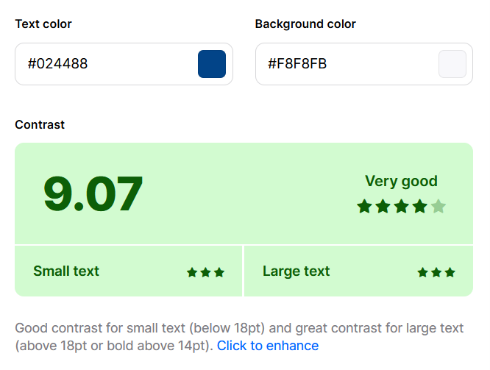 Text color
Background color
#024488
#F8F8FB
Contrast
9.07
Very good
Small text
Large text
Good contrast for small text (below 18pt) and great contrast for large text
(above 18pt or bold above 14pt). Click to enhance